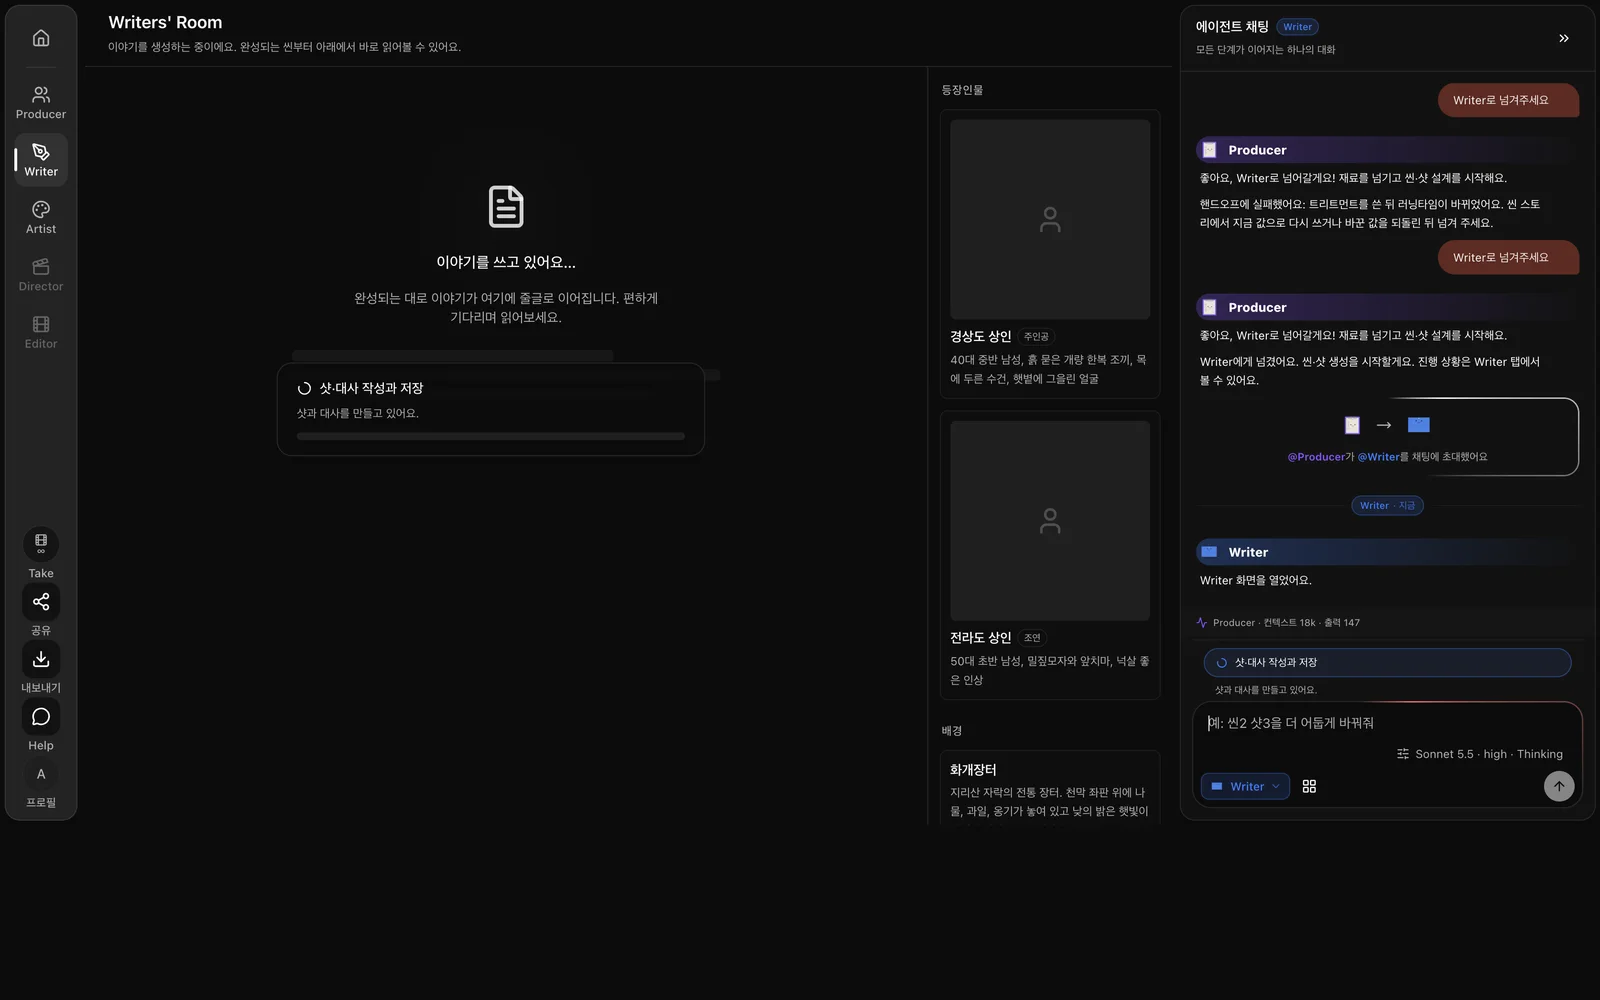 Producer
Writer
Artist
Director
Editor
Take
공유
내보내기
Help
A
프로필
Writers' Room
이야기를 생성하는 중이에요. 완성되는 씬부터 아래에서 바로 읽어볼 수 있어요.
이야기를 쓰고 있어요...
완성되는 대로 이야기가 여기에 줄글로 이어집니다. 편하게
기다리며 읽어보세요.
샷·대사 작성과 저장
샷과 대사를 만들고 있어요.
등장인물
경상도 상인 주인공
40대 중반 남성, 흙 묻은 개량 한복 조끼, 목
에 두른 수건, 햇볕에 그을린 얼굴
전라도 상인 조연
50대 초반 남성, 밀짚모자와 앞치마, 넉살 좋
은 인상
배경
화개장터
지리산 자락의 전통 장터. 천막 좌판 위에 나
물, 과일, 옹기가 놓여 있고 낮의 밝은 햇빛이
에이전트 채팅 Writer
모든 단계가 이어지는 하나의 대화
Writer로 넘겨주세요
Producer
좋아요, Writer로 넘어갈게요! 재료를 넘기고 씬·샷 설계를 시작해요.
핸드오프에 실패했어요: 트리트먼트를 쓴 뒤 러닝타임이 바뀌었어요. 씬 스토
리에서 지금 값으로 다시 쓰거나 바꾼 값을 되돌린 뒤 넘겨 주세요.
Writer로 넘겨주세요
Producer
좋아요, Writer로 넘어갈게요! 재료를 넘기고 씬·샷 설계를 시작해요.
Writer에게 넘겼어요. 씬·샷 생성을 시작할게요. 진행 상황은 Writer 탭에서
볼 수 있어요.
→
@Producer가 @Writer를 채팅에 초대했어요
Writer · 지금
Writer
Writer 화면을 열었어요.
Producer · 컨텍스트 18k · 출력 147
샷·대사 작성과 저장
샷과 대사를 만들고 있어요.
예: 씬2 샷3을 더 어둡게 바꿔줘
Sonnet 5.5 · high · Thinking
Writer